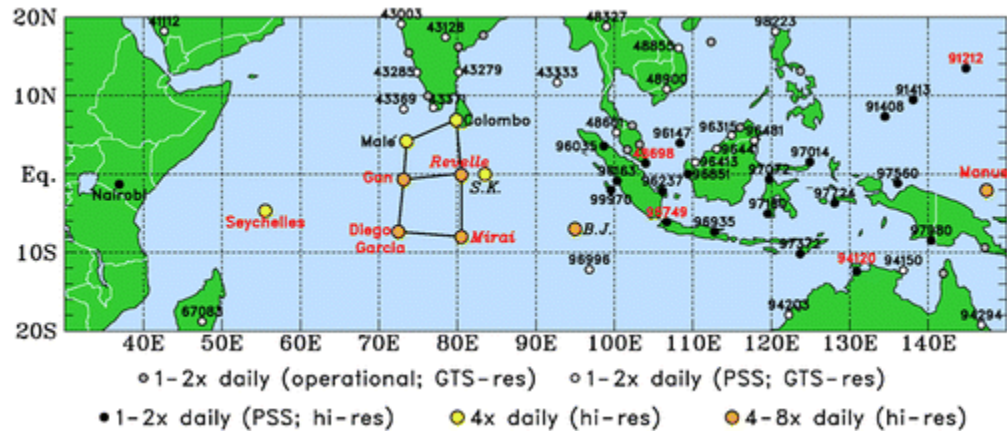 20N
41112
43003
43128
48327
98223
48855
91212
43285
43279
43333
48900
91413
10N
43369
43371
91408
Colombo
48601
96315
96481
Male
96035
96147
Revelle
48698
96413
97014
Eq.
Gan
S.K.
96163
96237
96851
97072
97560
Manus
Nairobi
99970
97724
Seychelles
97180
Diego
Garcia
Mirai
B.J.
96749
96935
97980
10S
96996
97372
94120
94150
67083
94203
94294
20S
40E 50E 60E 70E 80E 90E 100E 110E 120E 130E 140E
1-2x daily (operational; GTS-res) 1-2x daily (PSS; GTS-res)
1-2x daily (PSS; hi-res) 4x daily (hi-res) 4-8x daily (hi-res)